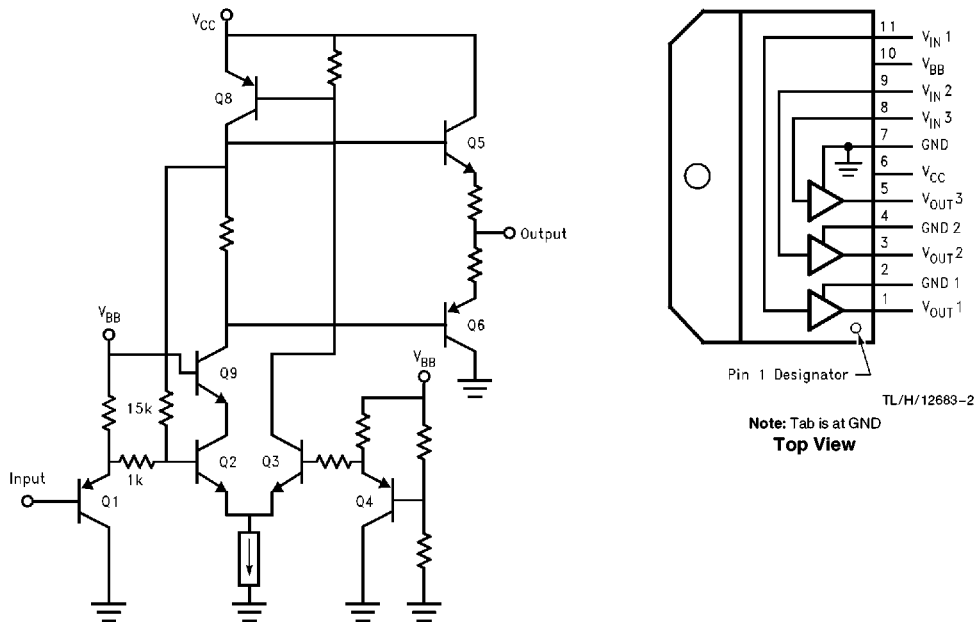 VCC
Q8
Q5
Output
Q6
VBB
Q9
VBB
15k
Q2
Q3
Q4
1k
Input
Q1
11 VIN 1
10 VBB
9 VIN 2
8 VIN 3
7 GND
6 VCC
5 VOUT 3
4 GND 2
3 VOUT 2
2 GND 1
1 VOUT 1
Pin 1 Designator
TL/H/12683-2
Note: Tab is at GND
Top View